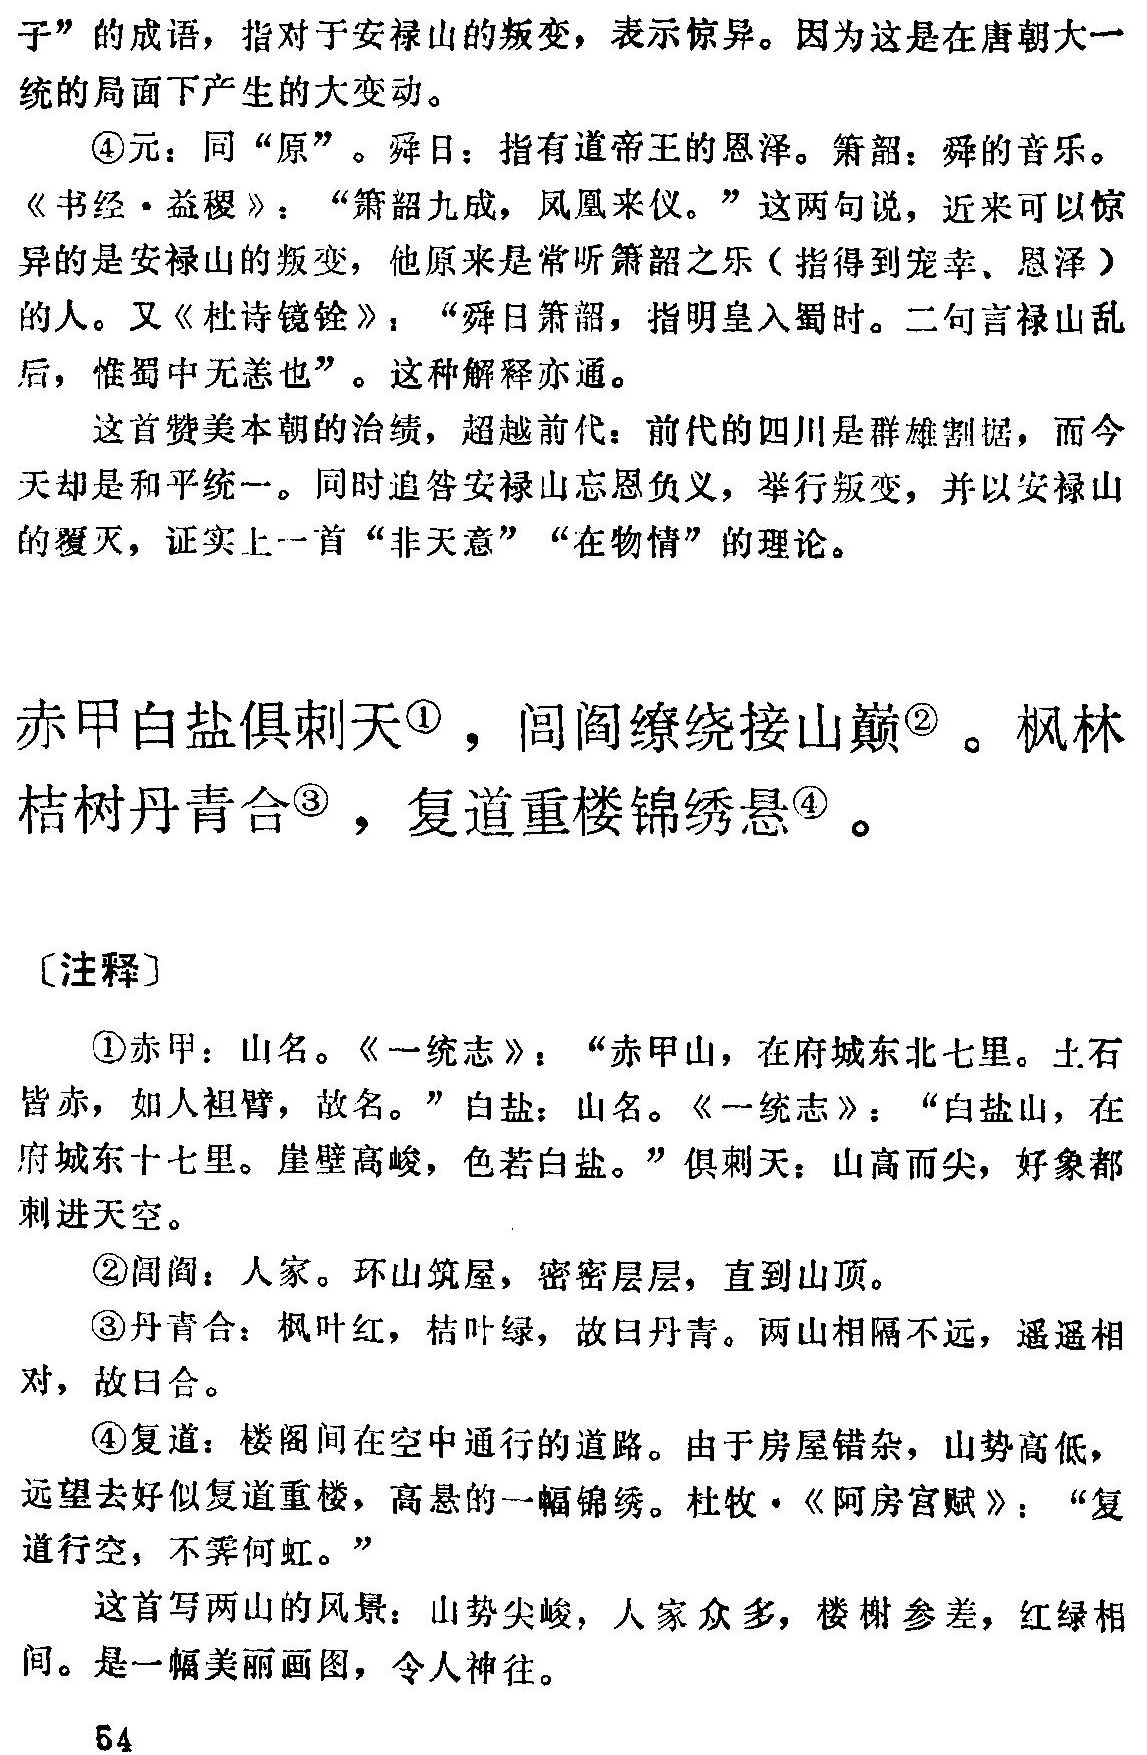 子”的成语，指对于安禄山的叛变，表示惊异。因为这是在唐朝大一
统的局面下产生的大变动。
④元：同“原”。舜日：指有道帝王的恩泽。箫韶：舜的音乐。
《书经·益稷》：“箫韶九成，凤凰来仪。”这两句说，近来可以惊
异的是安禄山的叛变，他原来是常听箫韶之乐（指得到宠幸、恩泽）
的人。又《杜诗镜铨》：“舜日箫韶，指明皇入蜀时。二句言禄山乱
后，惟蜀中无恙也”。这种解释亦通。
这首赞美本朝的治绩，超越前代：前代的四川是群雄割据，而今
天却是和平统一。同时追咎安禄山忘恩负义，举行叛变，并以安禄山
的覆灭，证实上一首“非天意”“在物情”的理论。
赤甲白盐俱刺天①，闾阎缭绕接山巅②。枫林
桔树丹青合③，复道重楼锦绣悬④。
〔注释〕
①赤甲：山名。《一统志》：“赤甲山，在府城东北七里。土石
皆赤，如人袒臂，故名。”白盐：山名。《一统志》：“白盐山，在
府城东十七里。崖壁高峻，色若白盐。”俱刺天：山高而尖，好象都
刺进天空。
②闾阎：人家。环山筑屋，密密层层，直到山顶。
③丹青合：枫叶红，桔叶绿，故曰丹青。两山相隔不远，遥遥相
对，故曰合。
④复道：楼阁间在空中通行的道路。由于房屋错杂，山势高低，
远望去好似复道重楼，高悬的一幅锦绣。杜牧·《阿房宫赋》：“复
道行空，不霁何虹。”
这首写两山的风景：山势尖峻，人家众多，楼榭参差，红绿相
间。是一幅美丽画图，令人神往。
54